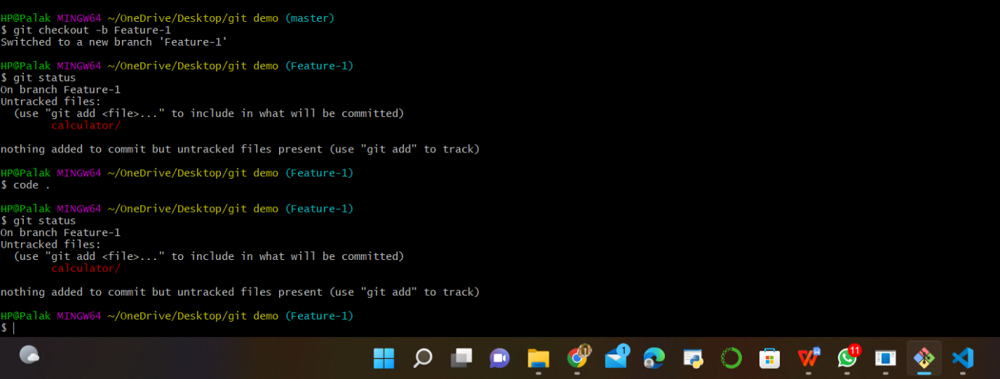 HP@Palak MINGW64 ~/OneDrive/Desktop/git demo (master)
$ git checkout -b Feature-1
Switched to a new branch 'Feature-1'
HP@Palak MINGW64 ~/OneDrive/Desktop/git demo (Feature-1)
$ git status
On branch Feature-1
Untracked files:
(use "git add <file>..." to include in what will be committed)
calculator/
nothing added to commit but untracked files present (use "git add" to track)
HP@Palak MINGW64 ~/OneDrive/Desktop/git demo (Feature-1)
$ code .
HP@Palak MINGW64 ~/OneDrive/Desktop/git demo (Feature-1)
$ git status
On branch Feature-1
Untracked files:
(use "git add <file>..." to include in what will be committed)
calculator/
nothing added to commit but untracked files present (use "git add" to track)
HP@Palak MINGW64 ~/OneDrive/Desktop/git demo (Feature-1)
$
1
W
11